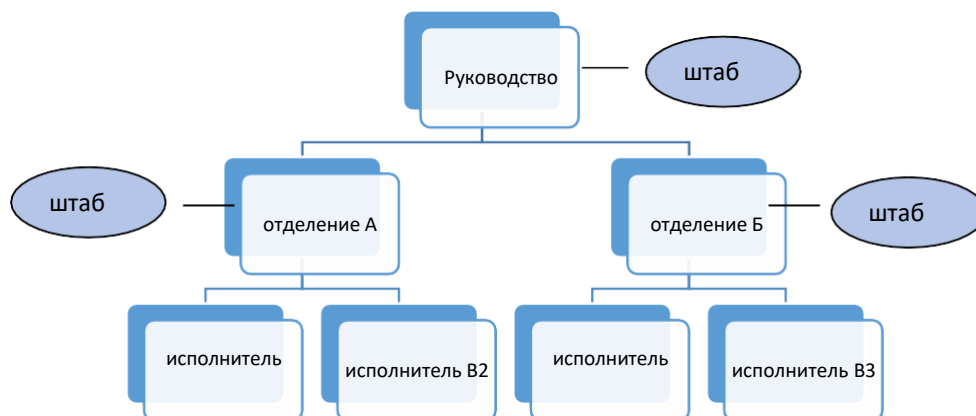 Руководство
штаб
штаб
отделение А
отделение Б
штаб
исполнитель
исполнитель В2
исполнитель
исполнитель В3